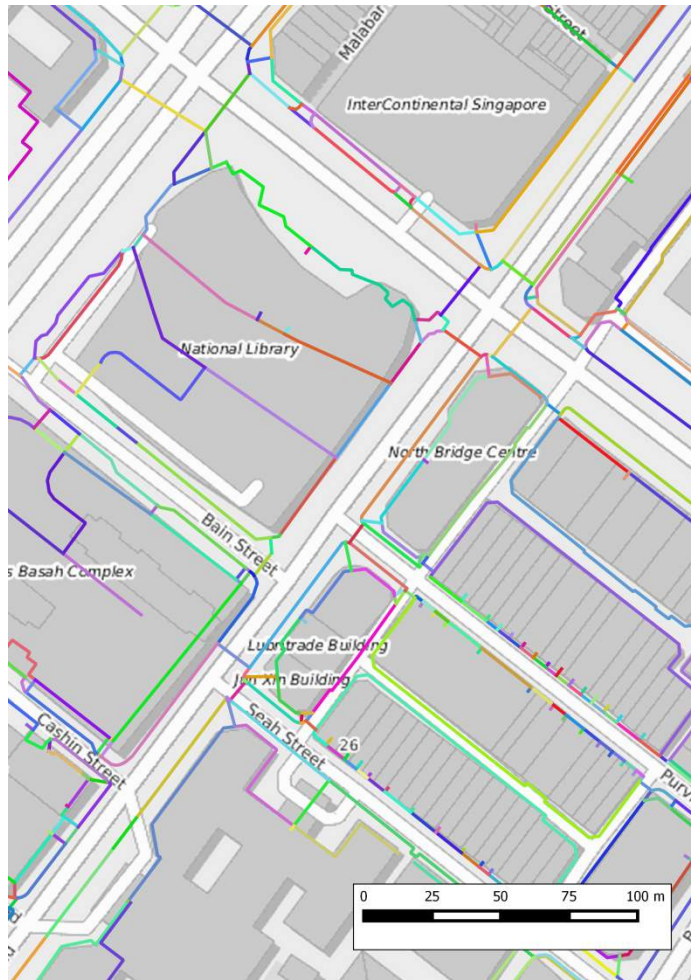 Street
Malabar
InterContinental Singapore
National Library
North Bridge Centre
Bain Street
s Basah Complex
Lubritrade Building
Jun Xin Building
Seah Street
26
Cashin Street
Purv
0 25 50 75 100 m